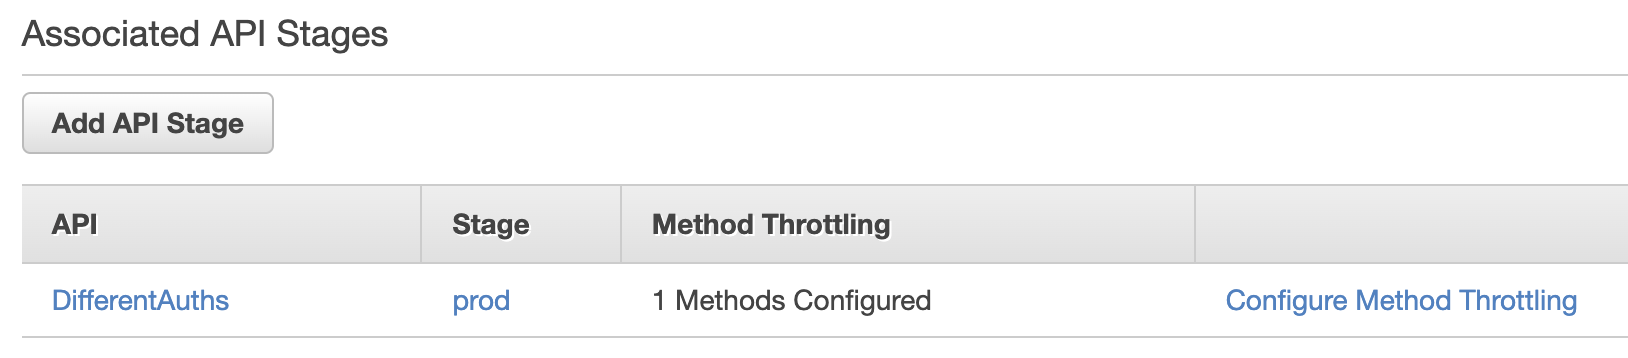 Associated API Stages
Add API Stage
API Stage Method Throttling
DifferentAuths prod 1 Methods Configured Configure Method Throttling